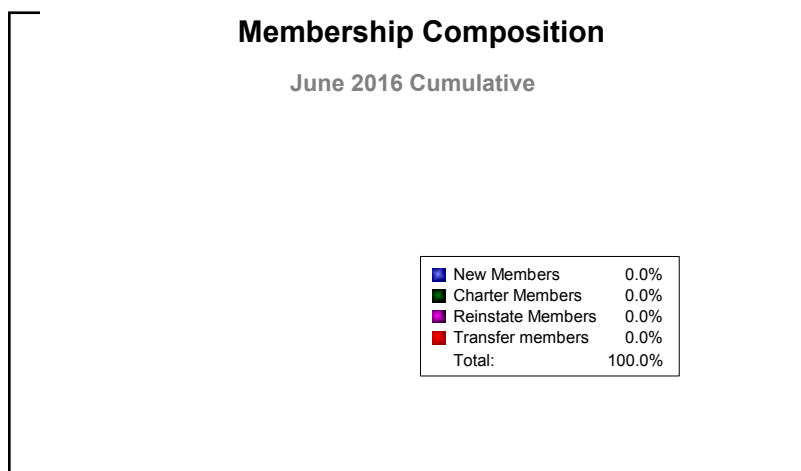 Membership Composition
June 2016 Cumulative
New Members 0.0%
Charter Members 0.0%
Reinstate Members 0.0%
Transfer members 0.0%
Total: 100.0%